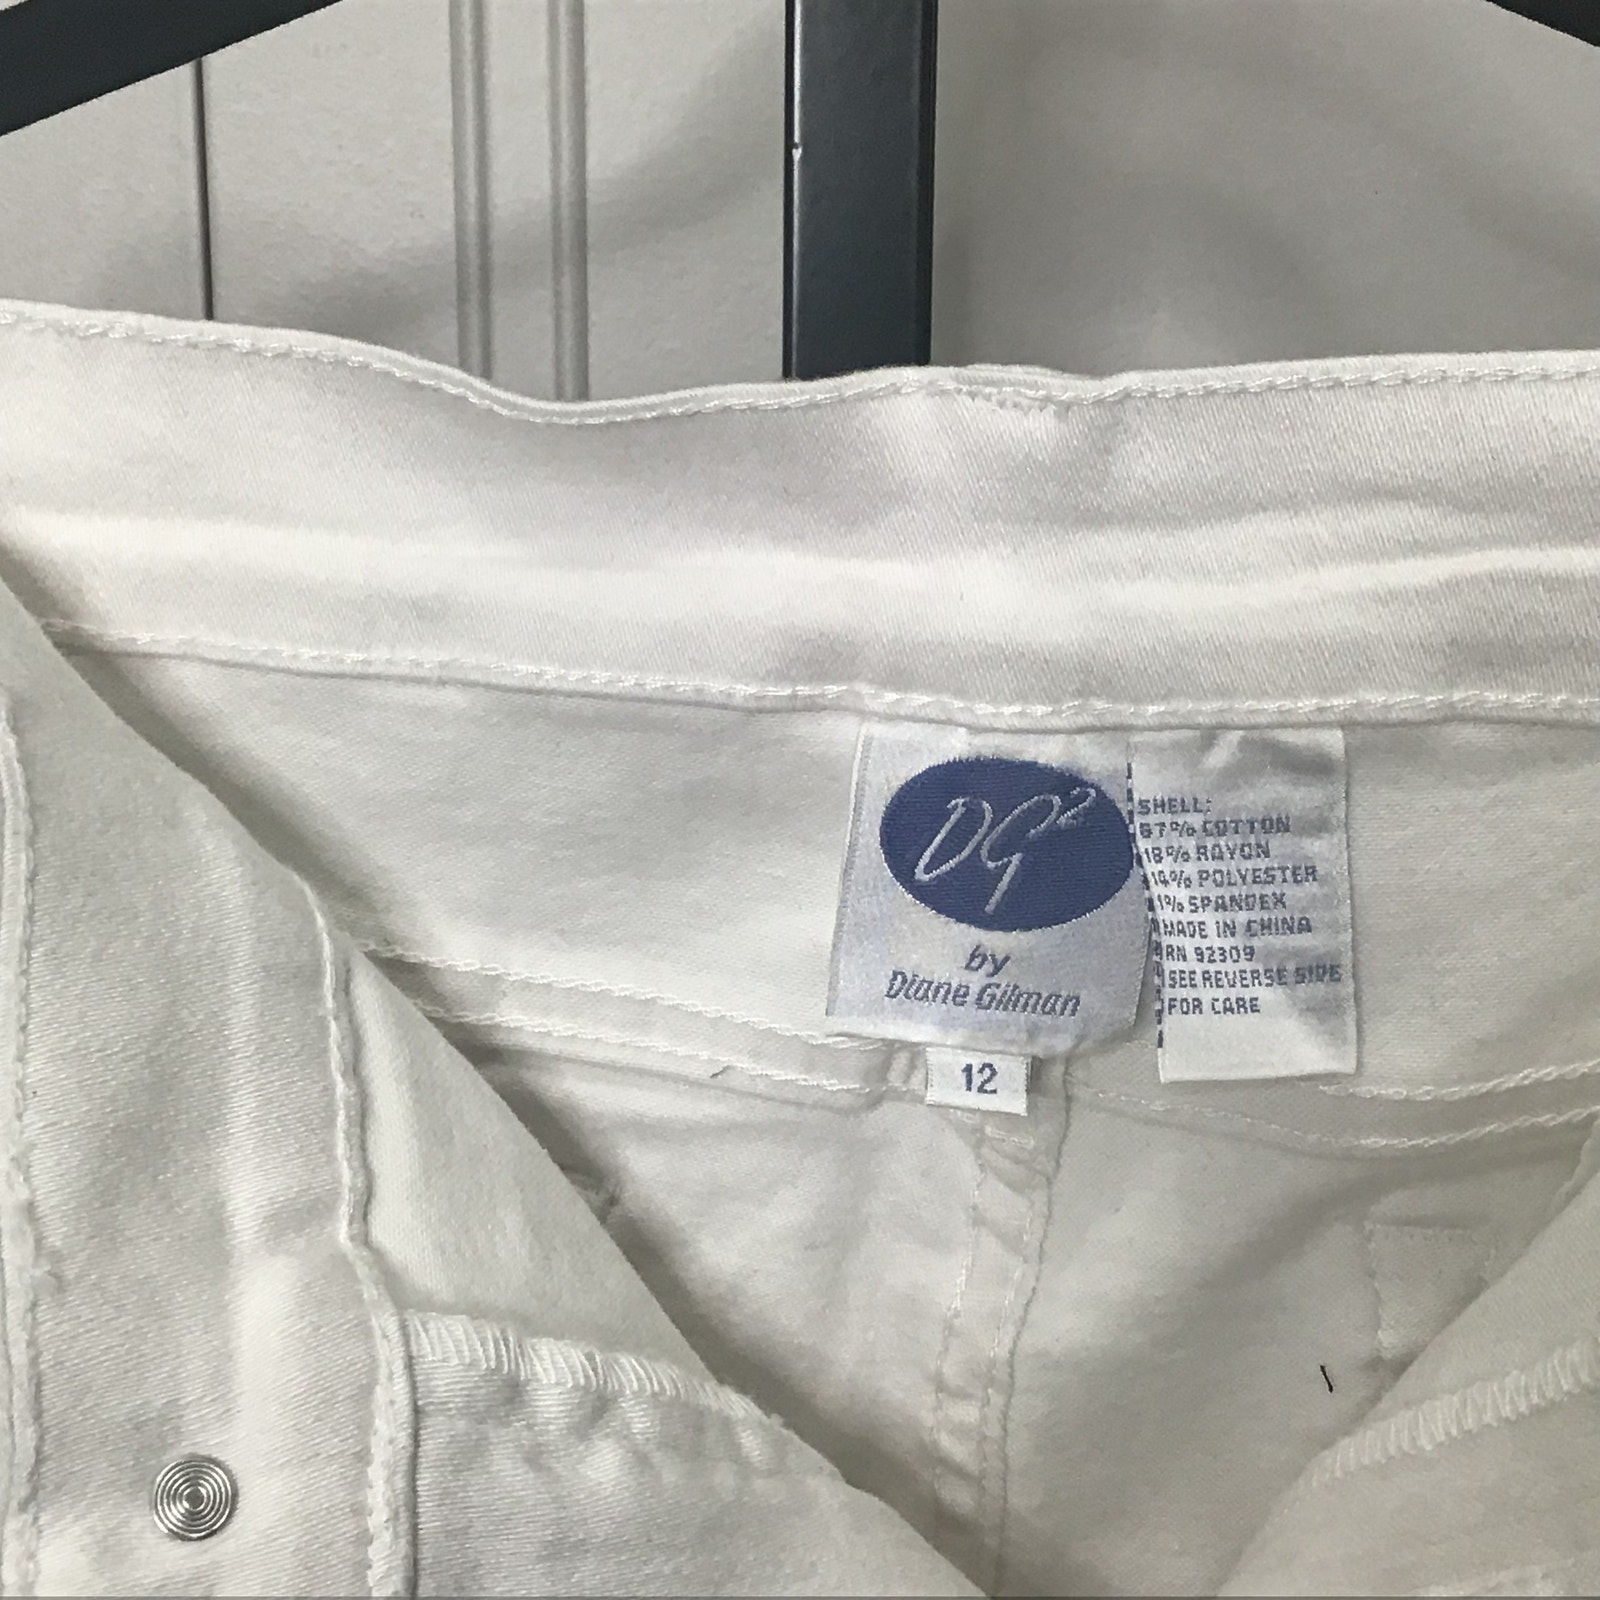 DG2
by
Diane Gilman
12
SHELL:
67% COTTON
18% RAYON
14% POLYESTER
1% SPANDEX
MADE IN CHINA
RN 92309
SEE REVERSE SIDE
FOR CARE